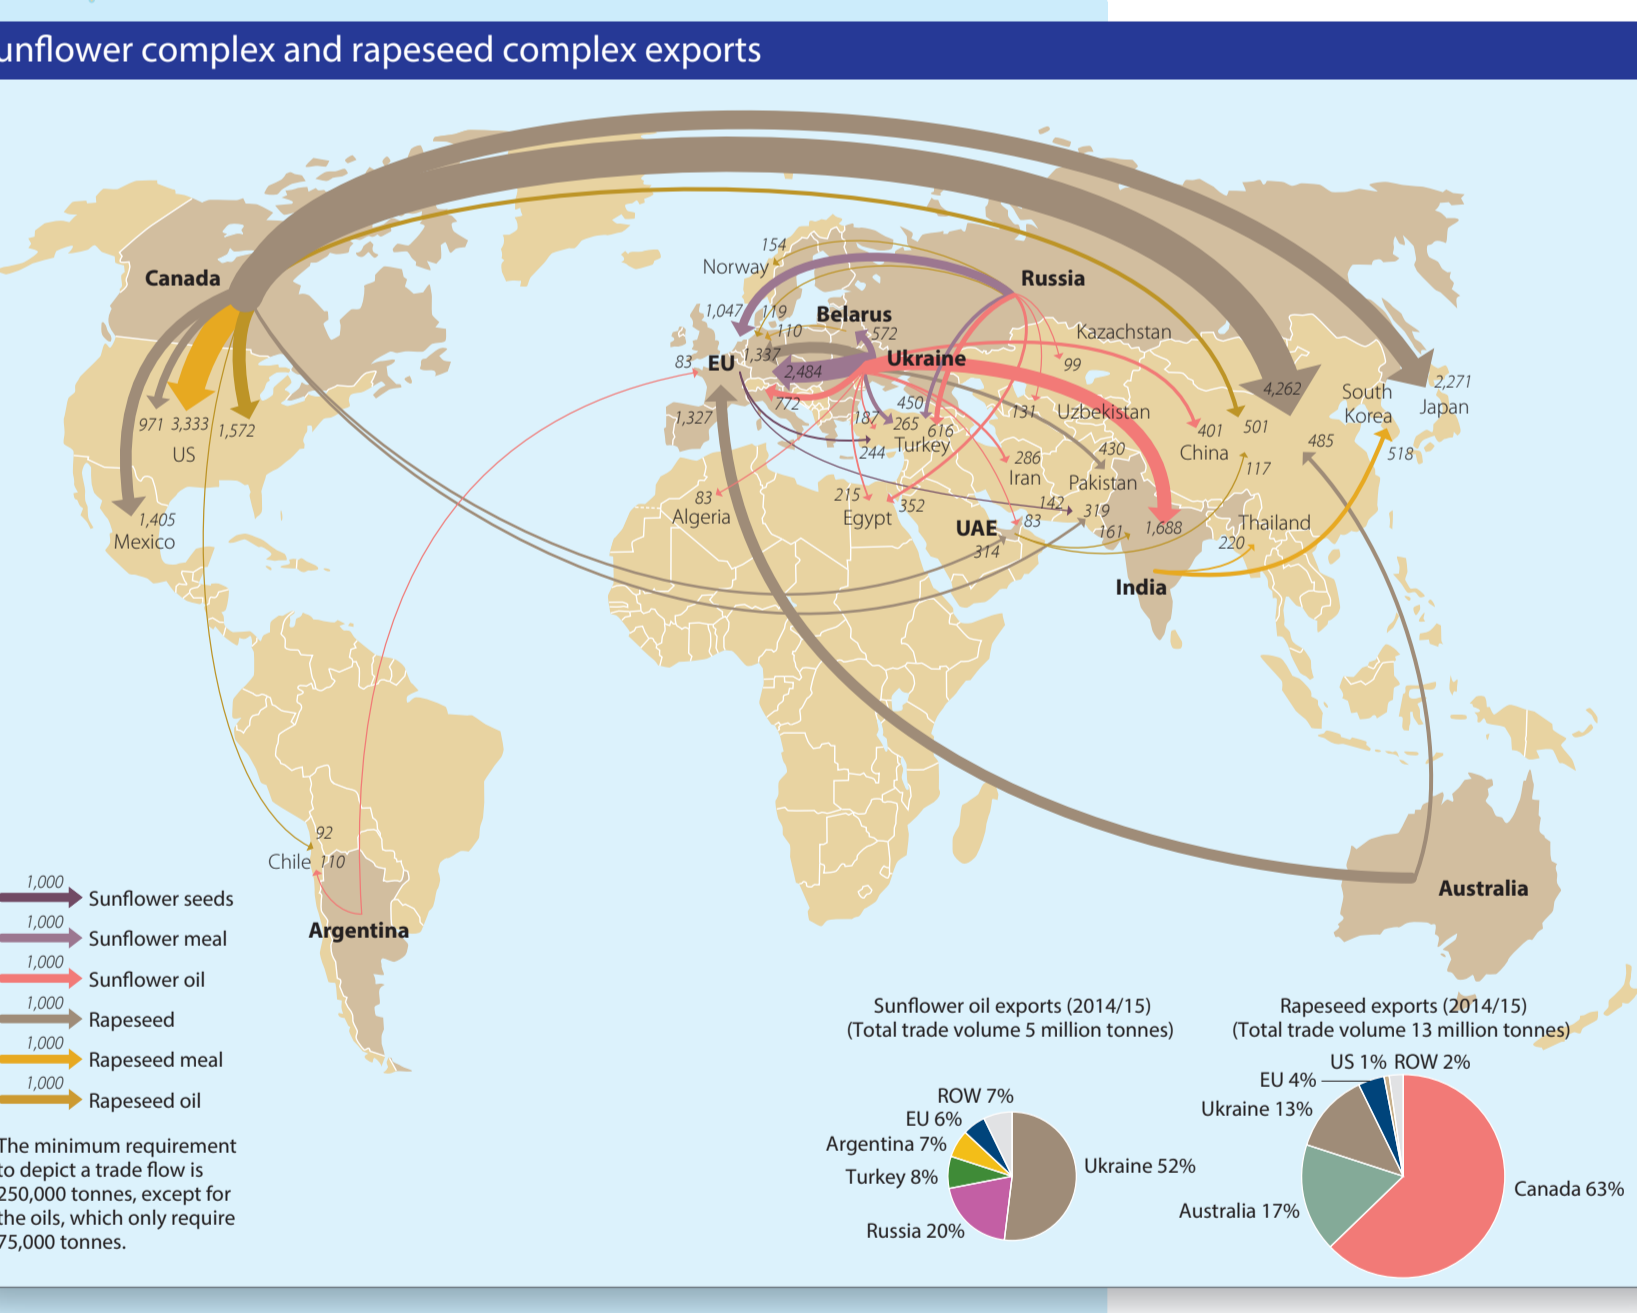 unflower complex and rapeseed complex exports
154
Norway
Canada
Russia
1,047
119
Belarus
110
572
Kazachstan
1,337
83
EU
Ukraine
99
2,484
4,262
2,271
South
Korea
Japan
772
450
131
Uzbekistan
971
3,333
1,572
1,327
187
265
616
401
501
485
US
Turkey
430
China
518
244
286
Iran
Pakistan
117
83
215
352
142
319
1,405
Algeria
Egypt
UAE
83
161
1,688
Thailand
Mexico
314
220
India
92
Chile
110
1,000
Sunflower seeds
Australia
1,000
Argentina
Sunflower meal
1,000
Sunflower oil
1,000
Rapeseed
1,000
Rapeseed meal
1,000
Rapeseed oil
The minimum requirement
to depict a trade flow is
250,000 tonnes, except for
the oils, which only require
75,000 tonnes.
Sunflower oil exports (2014/15)
(Total trade volume 5 million tonnes)
ROW 7%
EU 6%
Argentina 7%
Turkey 8%
Russia 20%
Ukraine 52%
Rapeseed exports (2014/15)
(Total trade volume 13 million tonnes)
US 1%
ROW 2%
EU 4%
Ukraine 13%
Australia 17%
Canada 63%